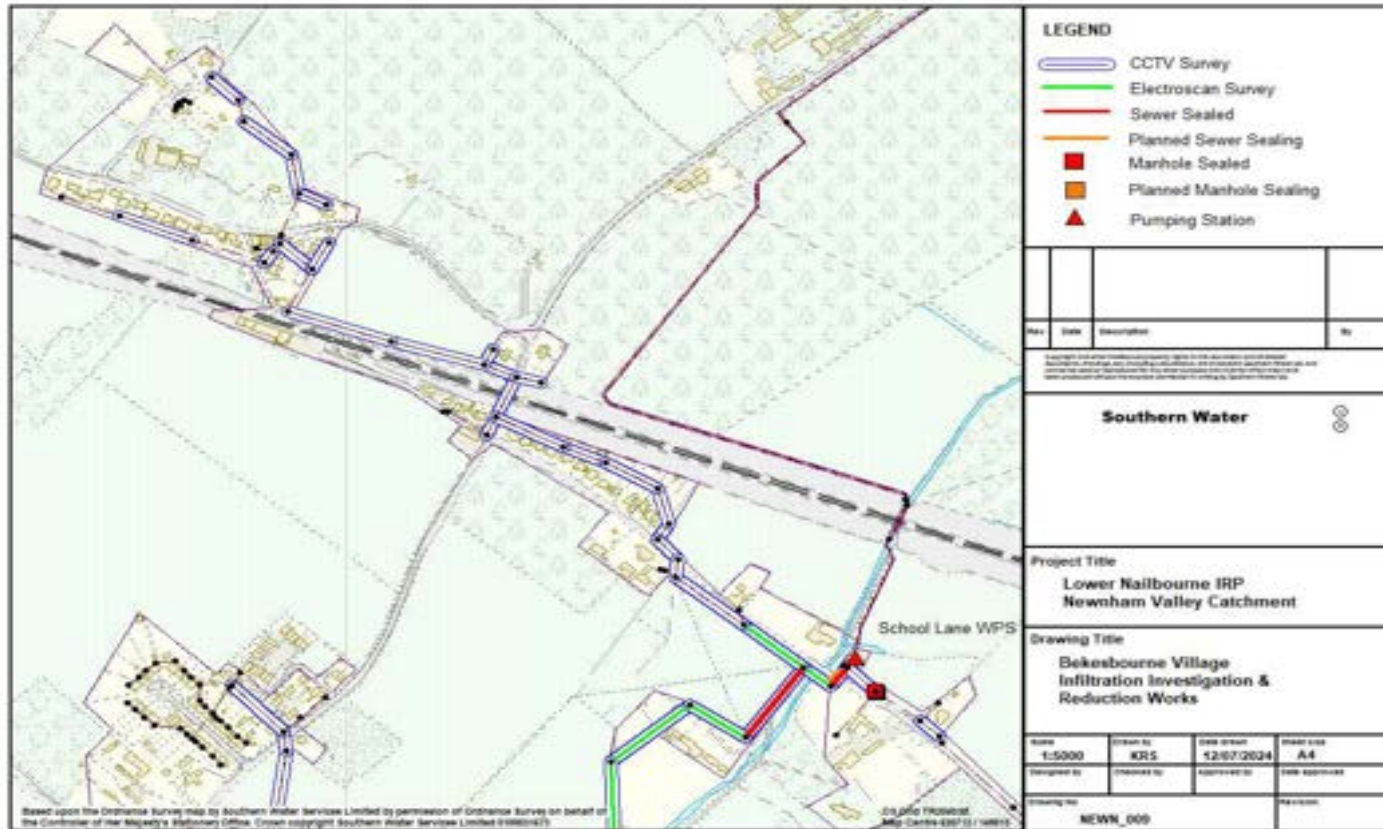 School Lane WPS
Based upon the Ordnance Survey map by Southern Water Services Limited by permission of Ordnance Survey on behalf of
the Controller of Her Majesty's Stationery Office. Crown copyright Southern Water Services Limited
LEGEND
CCTV Survey
Electroscan Survey
Sewer Sealed
Planned Sewer Sealing
Manhole Sealed
Planned Manhole Sealing
Pumping Station
Rev Date Description By
Southern Water
Project Title
Lower Nailbourne IRP
Newnham Valley Catchment
Drawing Title
Bekesbourne Village
Infiltration Investigation &
Reduction Works
Scale Drawn by Date drawn Sheet size
1:5000 KRS 12/07/2024 A4
Designed by Checked by Approved by Date approved
Drawing No Revision
NEWN_009